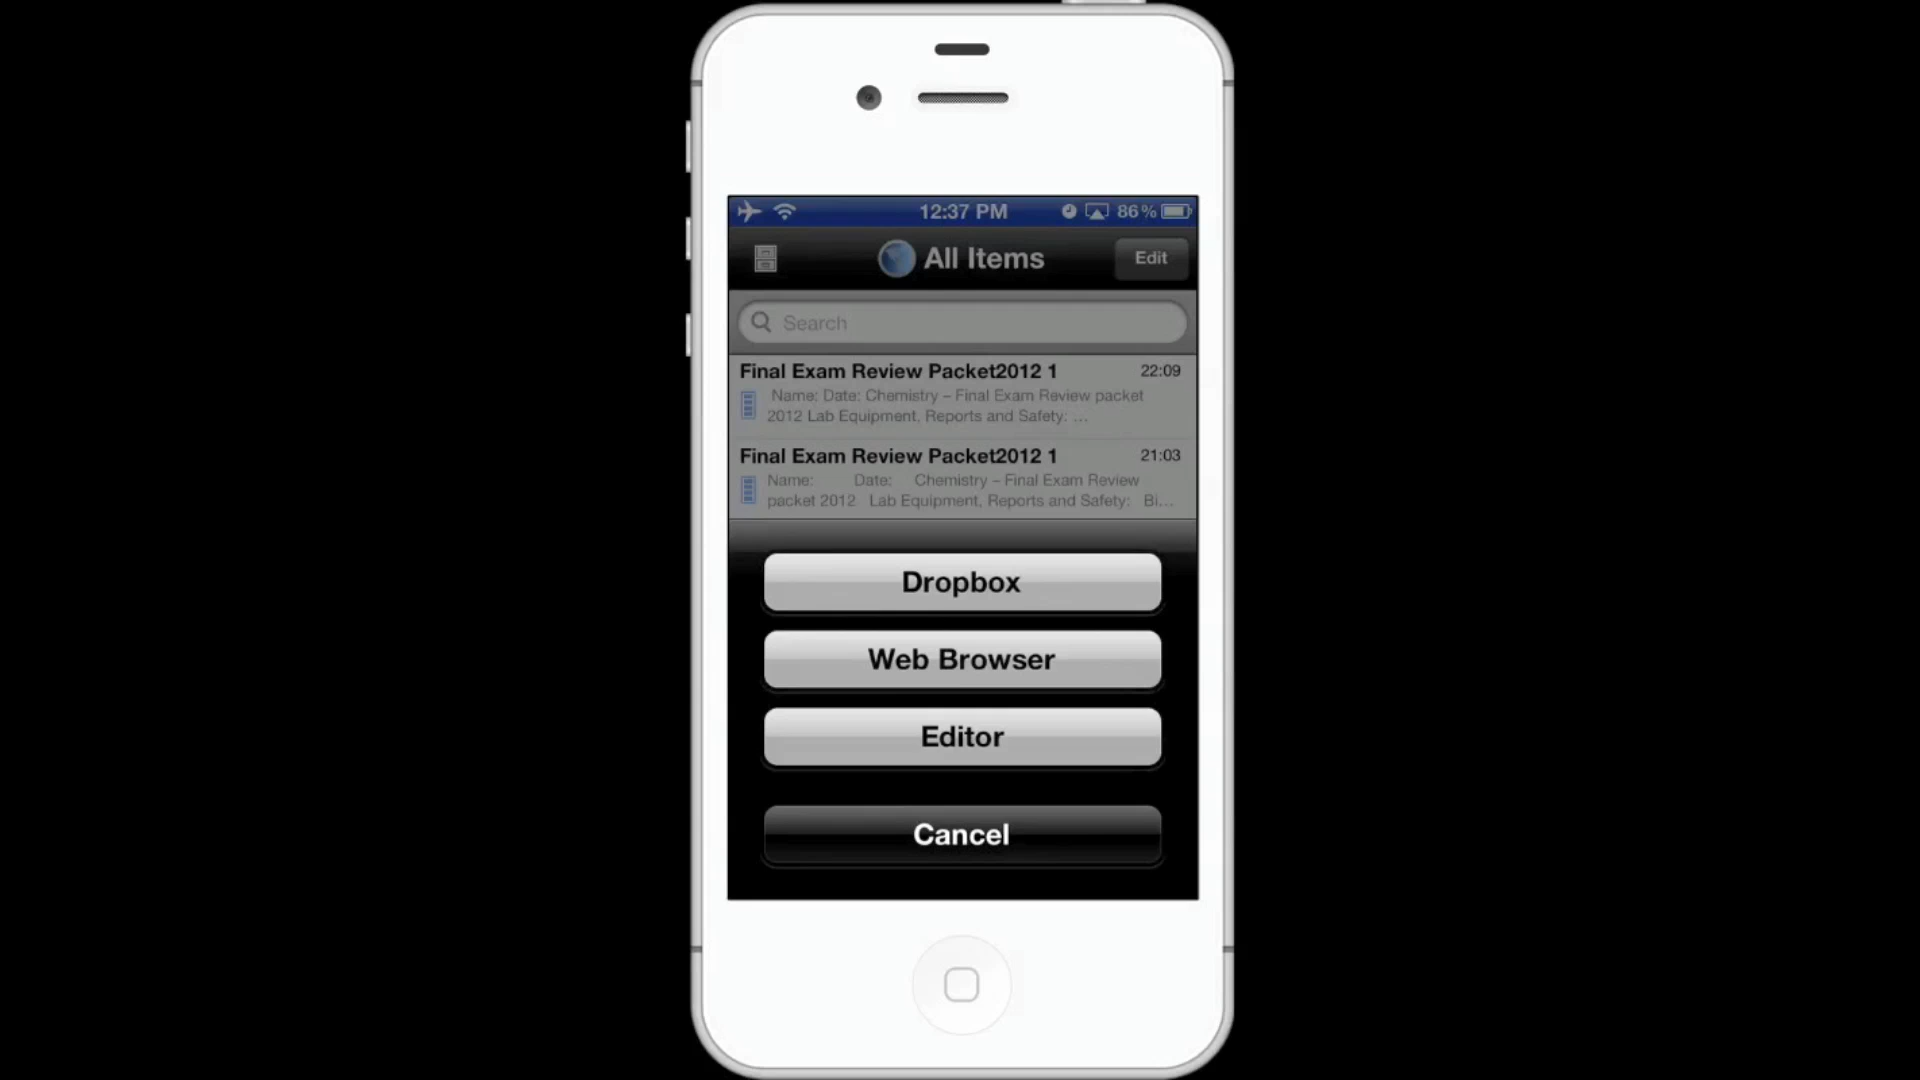 12:37 PM
86%
All Items
Edit
Search
Final Exam Review Packet2012 1
22:09
Name: Date: Chemistry – Final Exam Review packet
2012 Lab Equipment, Reports and Safety: ...
Final Exam Review Packet2012 1
21:03
Name: Date: Chemistry – Final Exam Review
packet 2012 Lab Equipment, Reports and Safety: Bi...
Dropbox
Web Browser
Editor
Cancel